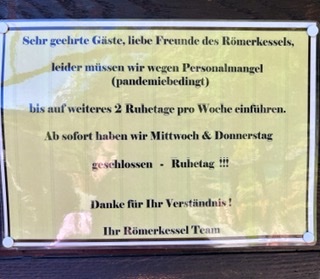 Sehr geehrte Gäste, liebe Freunde des Römerkessels,
leider müssen wir wegen Personalmangel
(pandemiebedingt)
bis auf weiteres 2 Ruhetage pro Woche einführen.
Ab sofort haben wir Mittwoch & Donnerstag
geschlossen - Ruhetag !!!
Danke für Ihr Verständnis !
Ihr Römerkessel Team